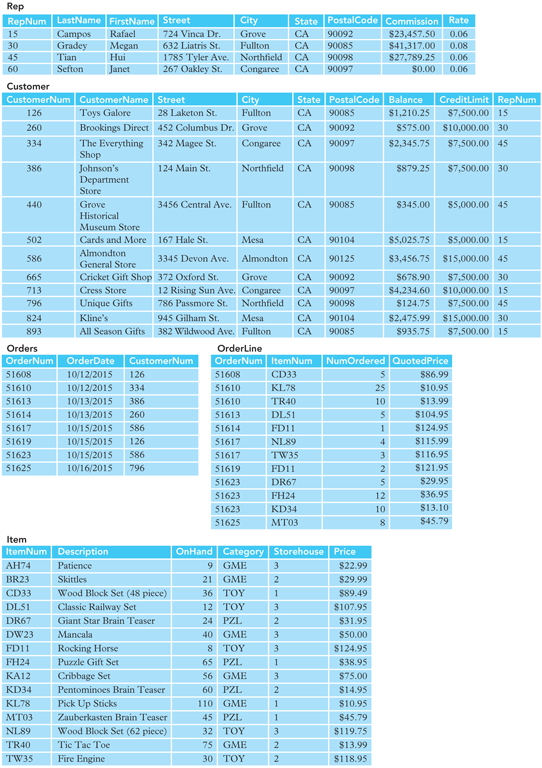 Rep
RepNum LastName FirstName Street City State PostalCode Commission Rate
15 Campos Rafael 724 Vinca Dr. Grove CA 90092 $23,457.50 0.06
30 Gradey Megan 632 Liatris St. Fullton CA 90085 $41,317.00 0.08
45 Tian Hui 1785 Tyler Ave. Northfield CA 90098 $27,789.25 0.06
60 Sefton Janet 267 Oakley St. Congaree CA 90097 $0.00 0.06
Customer
CustomerNum CustomerName Street City State PostalCode Balance CreditLimit RepNum
126 Toys Galore 28 Laketon St. Fullton CA 90085 $1,210.25 $7,500.00 15
260 Brookings Direct 452 Columbus Dr. Grove CA 90092 $575.00 $10,000.00 30
334 The Everything 342 Magee St. Congaree CA 90097 $2,345.75 $7,500.00 45
Shop
386 Johnson's 124 Main St. Northfield CA 90098 $879.25 $7,500.00 30
Department
Store
440 Grove 3456 Central Ave. Fullton CA 90085 $345.00 $5,000.00 45
Historical
Museum Store
502 Cards and More 167 Hale St. Mesa CA 90104 $5,025.75 $5,000.00 15
586 Almondton 3345 Devon Ave. Almondton CA 90125 $3,456.75 $15,000.00 45
General Store
665 Cricket Gift Shop 372 Oxford St. Grove CA 90092 $678.90 $7,500.00 30
713 Cress Store 12 Rising Sun Ave. Congaree CA 90097 $4,234.60 $10,000.00 15
796 Unique Gifts 786 Passmore St. Northfield CA 90098 $124.75 $7,500.00 45
824 Kline's 945 Gilham St. Mesa CA 90104 $2,475.99 $15,000.00 30
893 All Season Gifts 382 Wildwood Ave. Fullton CA 90085 $935.75 $7,500.00 15
Orders
OrderNum OrderDate CustomerNum
51608 10/12/2015 126
51610 10/12/2015 334
51613 10/13/2015 386
51614 10/13/2015 260
51617 10/15/2015 586
51619 10/15/2015 126
51623 10/15/2015 586
51625 10/16/2015 796
OrderLine
OrderNum ItemNum NumOrdered QuotedPrice
51608 CD33 5 $86.99
51610 KL78 25 $10.95
51610 TR40 10 $13.99
51613 DL51 5 $104.95
51614 FD11 1 $124.95
51617 NL89 4 $115.99
51617 TW35 3 $116.95
51619 FD11 2 $121.95
51623 DR67 5 $29.95
51623 FH24 12 $36.95
51623 KD34 10 $13.10
51625 MT03 8 $45.79
Item
ItemNum Description OnHand Category Storehouse Price
AH74 Patience 9 GME 3 $22.99
BR23 Skittles 21 GME 2 $29.99
CD33 Wood Block Set (48 piece) 36 TOY 1 $89.49
DL51 Classic Railway Set 12 TOY 3 $107.95
DR67 Giant Star Brain Teaser 24 PZL 2 $31.95
DW23 Mancala 40 GME 3 $50.00
FD11 Rocking Horse 8 TOY 3 $124.95
FH24 Puzzle Gift Set 65 PZL 1 $38.95
KA12 Cribbage Set 56 GME 3 $75.00
KD34 Pentominoes Brain Teaser 60 PZL 2 $14.95
KL78 Pick Up Sticks 110 GME 1 $10.95
MT03 Zauberkasten Brain Teaser 45 PZL 1 $45.79
NL89 Wood Block Set (62 piece) 32 TOY 3 $119.75
TR40 Tic Tac Toe 75 GME 2 $13.99
TW35 Fire Engine 30 TOY 2 $118.95